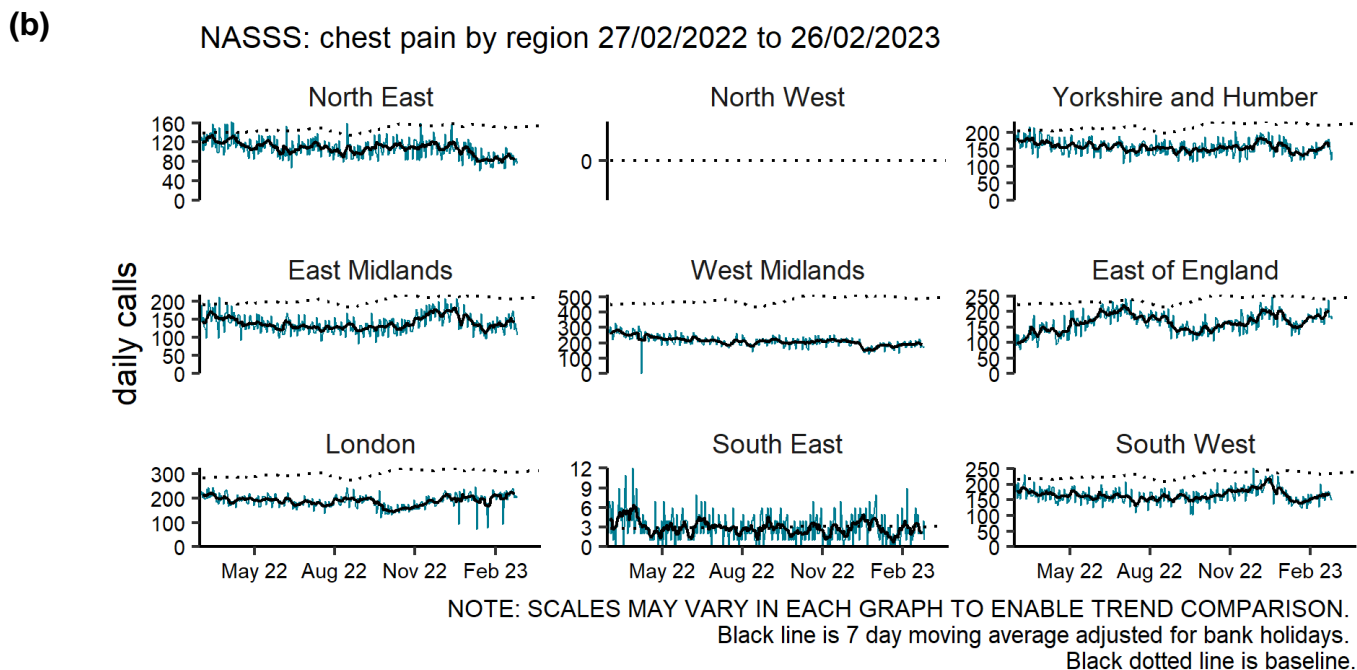 (b)
NASSS: chest pain by region 27/02/2022 to 26/02/2023
daily calls
North East
160
120
80
40
0
North West
0
Yorkshire and Humber
200
150
100
50
0
East Midlands
200
150
100
50
0
West Midlands
500
400
300
200
100
0
East of England
250
200
150
100
50
0
London
300
200
100
0
May 22 Aug 22 Nov 22 Feb 23
South East
12
9
6
3
0
May 22 Aug 22 Nov 22 Feb 23
South West
250
200
150
100
50
0
May 22 Aug 22 Nov 22 Feb 23
NOTE: SCALES MAY VARY IN EACH GRAPH TO ENABLE TREND COMPARISON.
Black line is 7 day moving average adjusted for bank holidays.
Black dotted line is baseline.